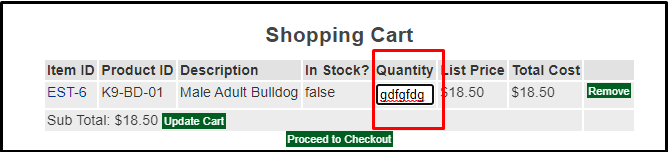 Shopping Cart
Item ID Product ID Description In Stock? Quantity List Price Total Cost
EST-6 K9-BD-01 Male Adult Bulldog false gdfgfdg $18.50 $18.50 Remove
Sub Total: $18.50 Update Cart
Proceed to Checkout